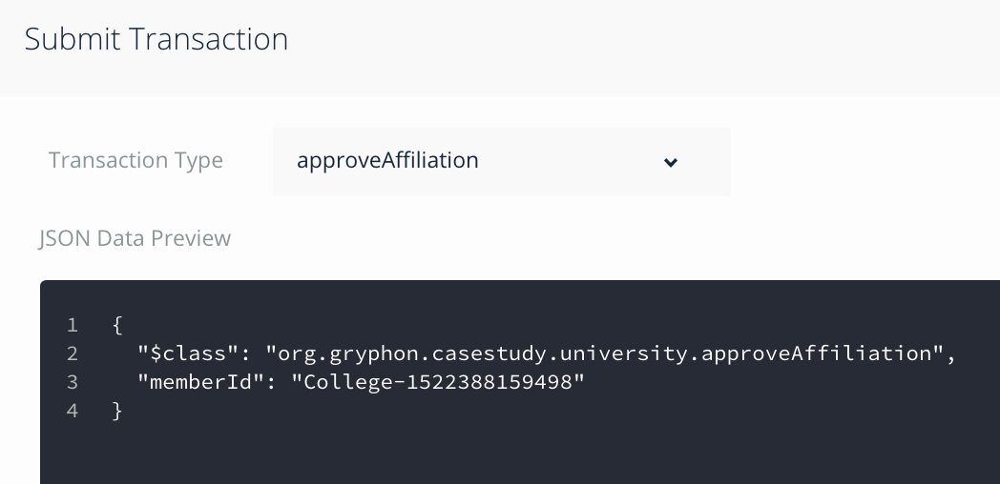 Submit Transaction
Transaction Type approveAffiliation
JSON Data Preview
1 {
2 "$class": "org.gryphon.casestudy.university.approveAffiliation",
3 "memberId": "College-1522388159498"
4 }